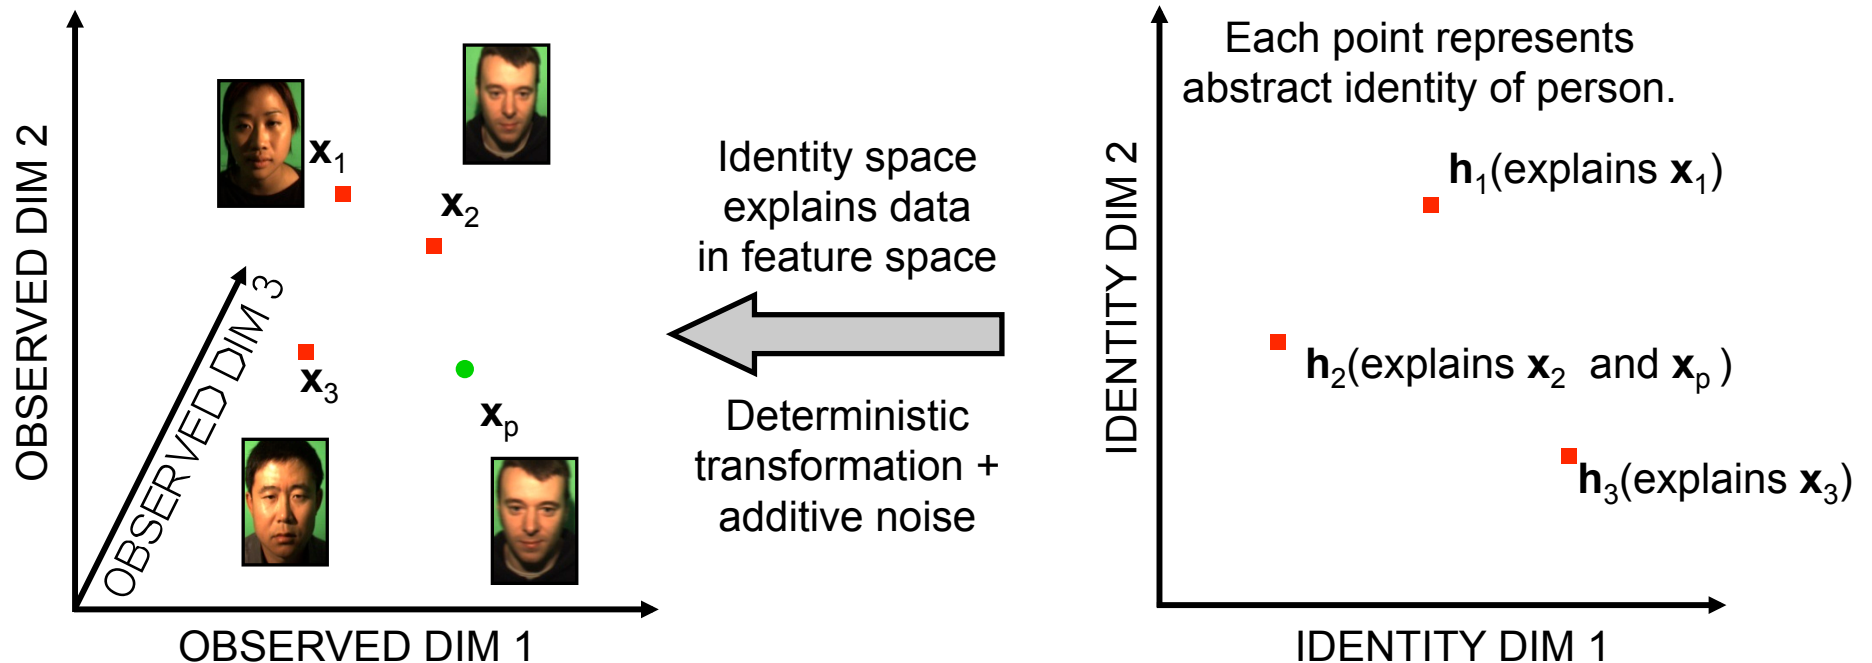 OBSERVED DIM 2
x1
x2
OBSERVED DIM 3
x3
xp
OBSERVED DIM 1
Identity space
explains data
in feature space
Deterministic
transformation +
additive noise
Each point represents
abstract identity of person.
IDENTITY DIM 2
h1(explains x1)
h2(explains x2 and xp )
h3(explains x3)
IDENTITY DIM 1